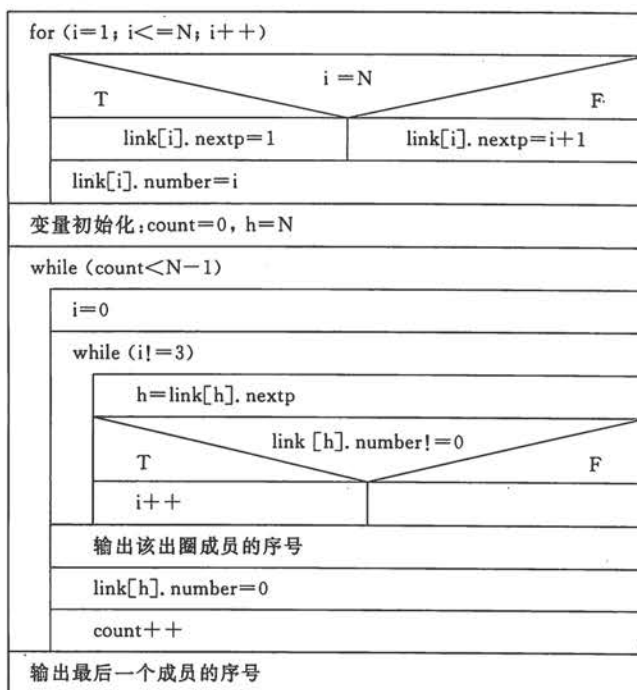 for (i=1; i<=N; i++)
i=N
T F
link[i].nextp=1 link[i].nextp=i+1
link[i].number=i
变量初始化:count=0, h=N
while (count<N-1)
i=0
while (i!=3)
h=link[h].nextp
link [h].number!=0
T F
i++
输出该出圈成员的序号
link[h].number=0
count++
输出最后一个成员的序号